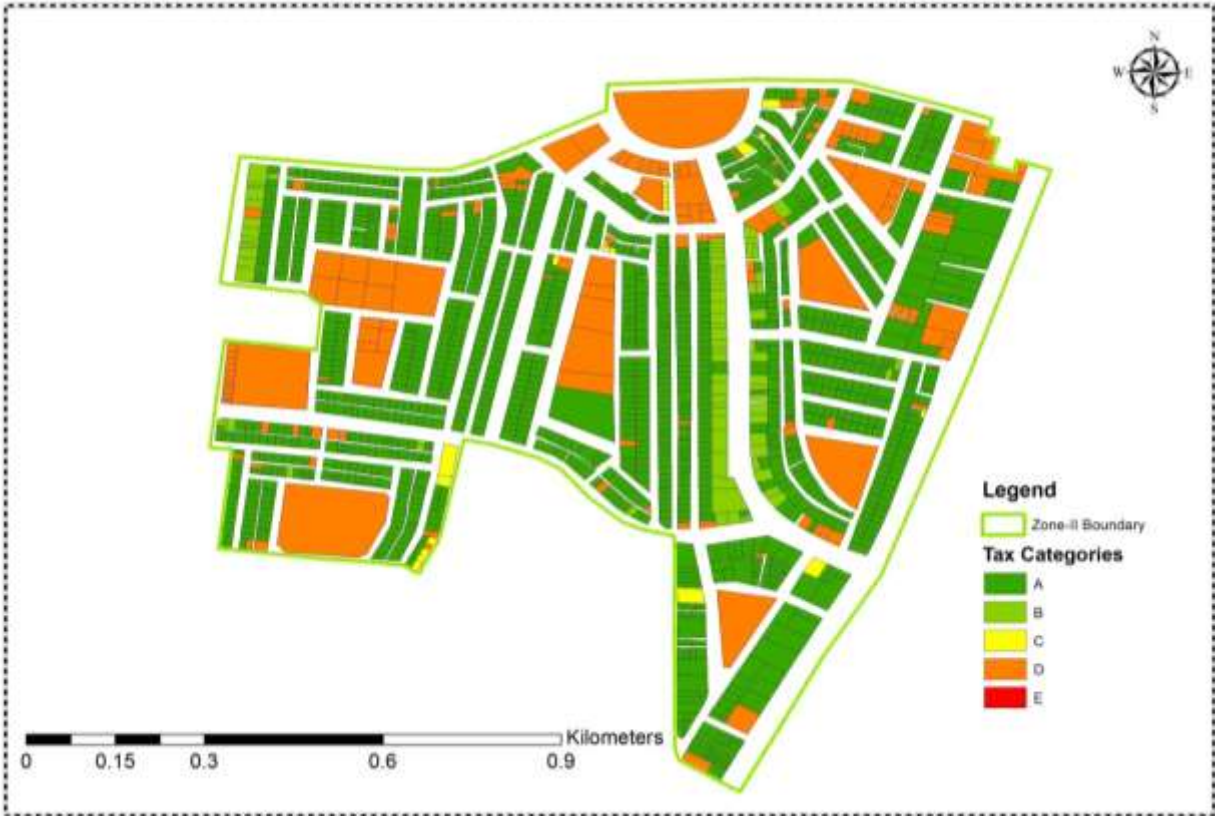 N
W E
S
Legend
Zone-II Boundary
Tax Categories
A
B
C
D
E
Kilometers
0 0.15 0.3 0.6 0.9